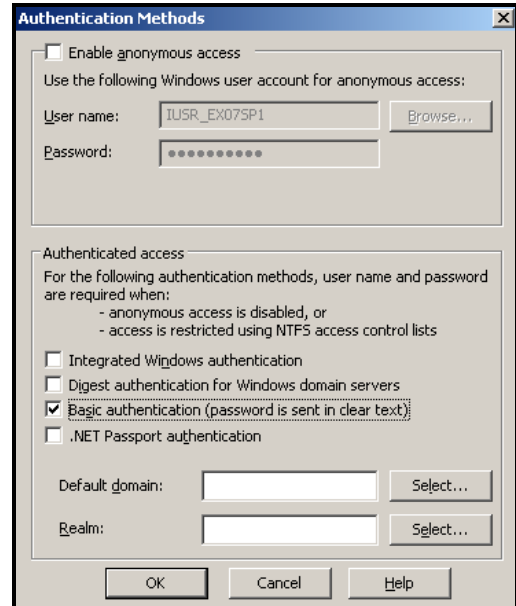 Authentication Methods
Enable anonymous access
Use the following Windows user account for anonymous access:
User name: IUSR_EX07SP1 Browse...
Password: ●●●●●●●●●●
Authenticated access
For the following authentication methods, user name and password
are required when:
- anonymous access is disabled, or
- access is restricted using NTFS access control lists
Integrated Windows authentication
Digest authentication for Windows domain servers
Basic authentication (password is sent in clear text)
.NET Passport authentication
Default domain: Select...
Realm: Select...
OK Cancel Help